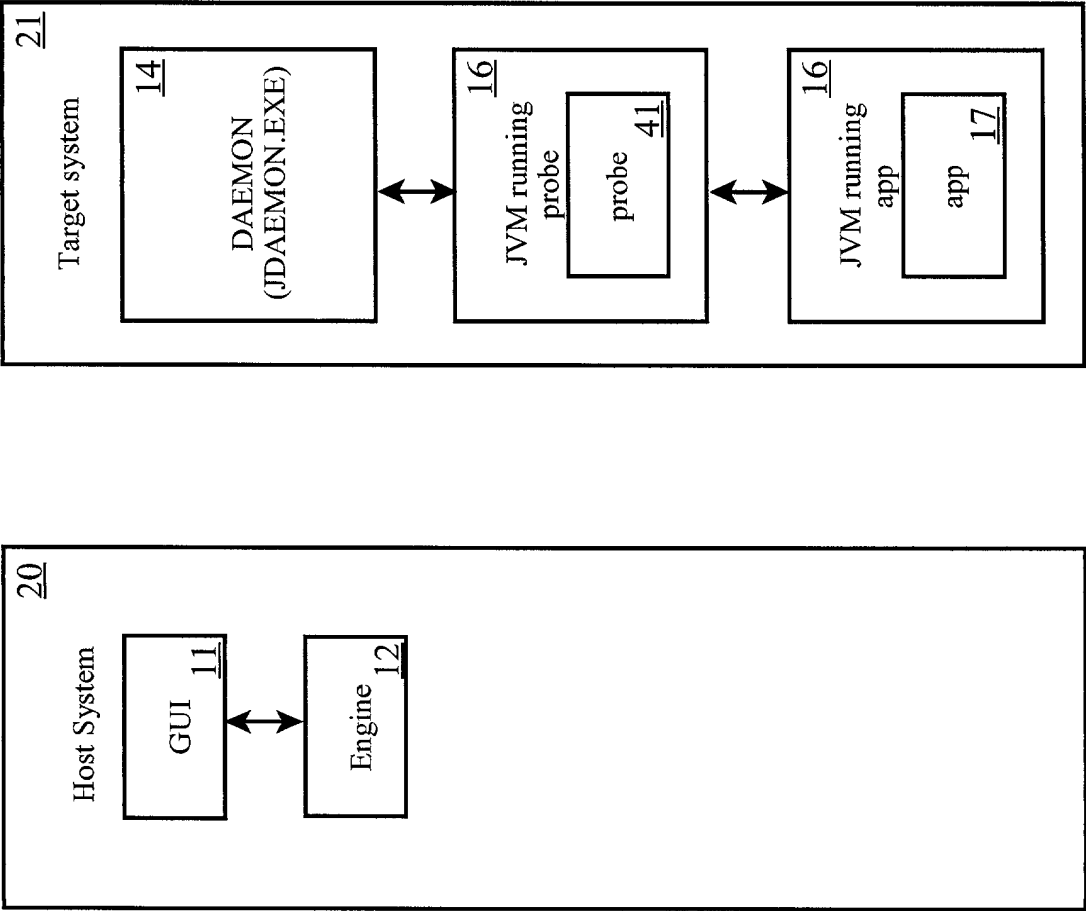 Host System
20
GUI
11
Engine
12
Target system
21
14
DAEMON
(JDAEMON.EXE)
16
JVM running
probe
probe
41
16
JVM running
app
app
17